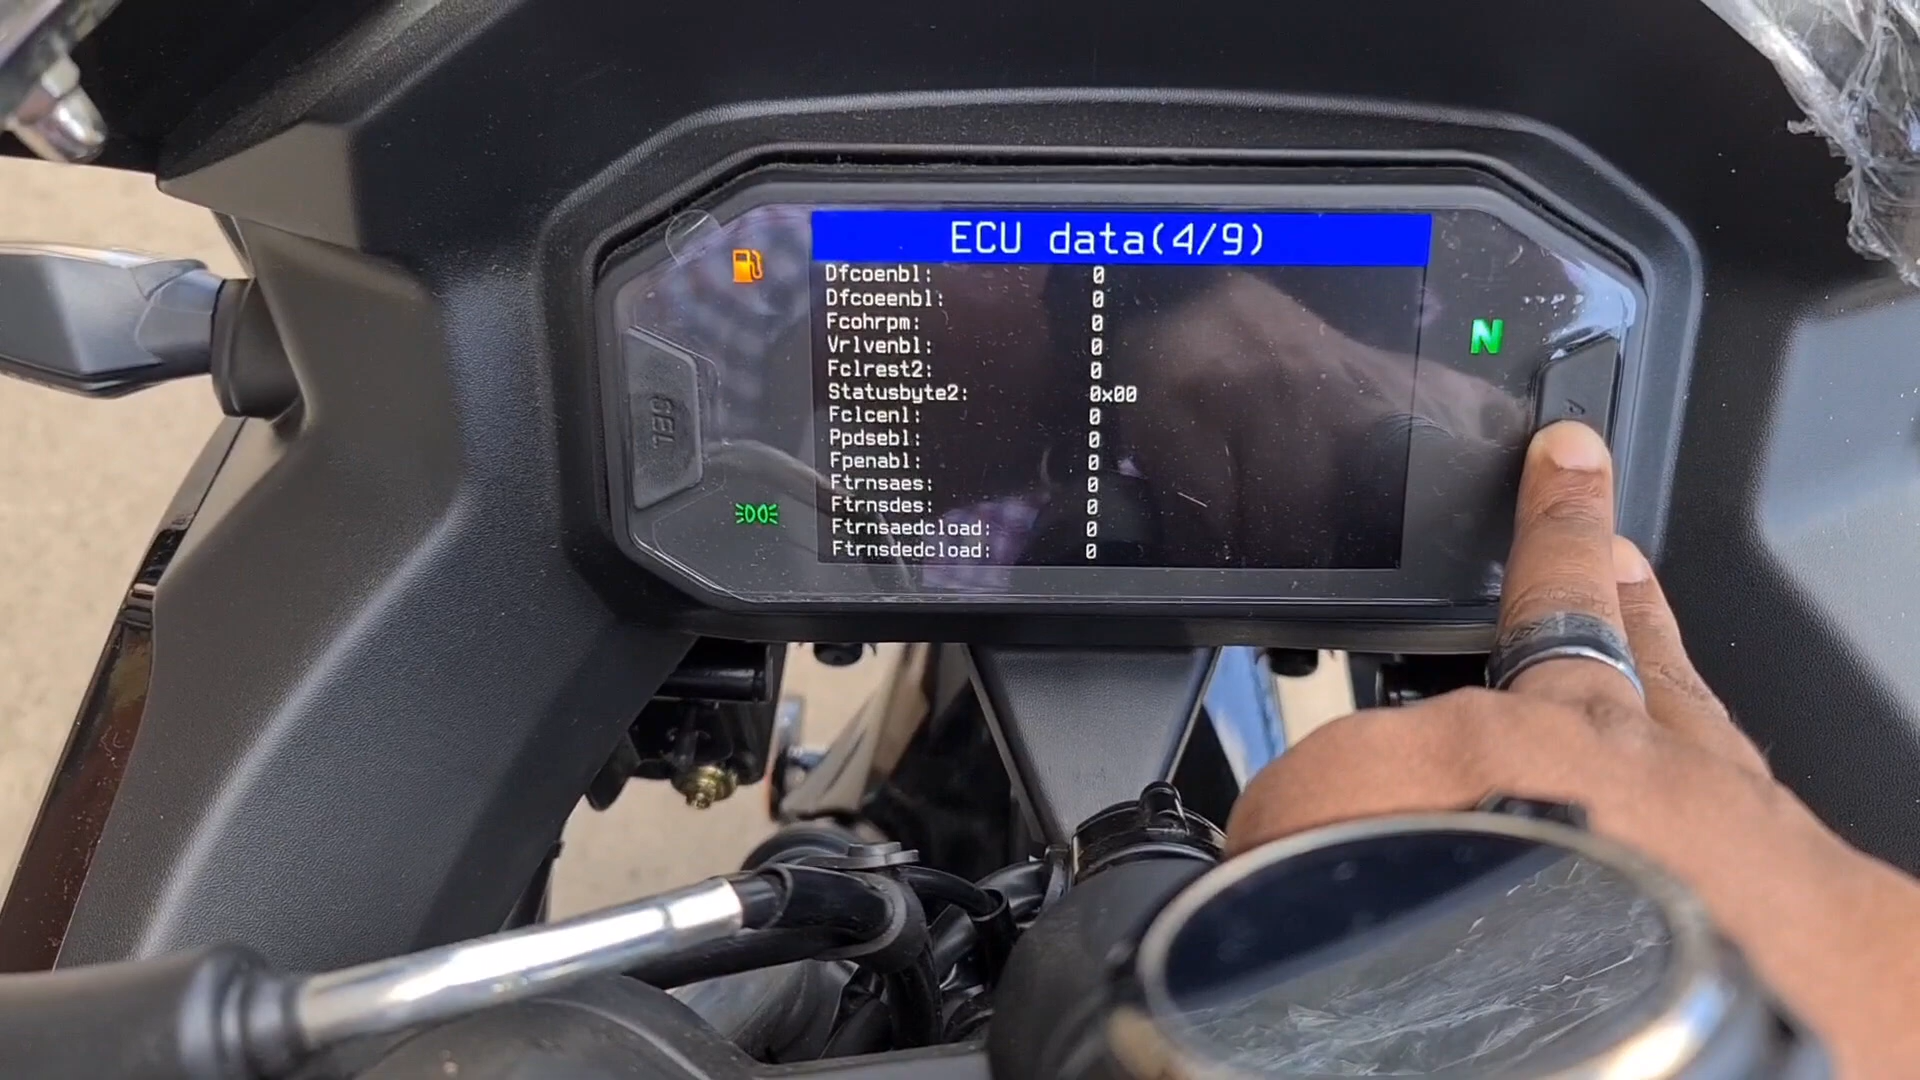 ECU data(4/9)
Dfcoenbl: 0
Dfcoeenbl: 0
Fcohrpm: 0
Vrlvenbl: 0
Fclrest2: 0
Statusbyte2: 0x00
Fclcenl: 0
Ppdsebl: 0
Fpenabl: 0
Ftrnsaes: 0
Ftrnsdes: 0
Ftrnsaedcload: 0
Ftrnsdedcload: 0
N
SEL